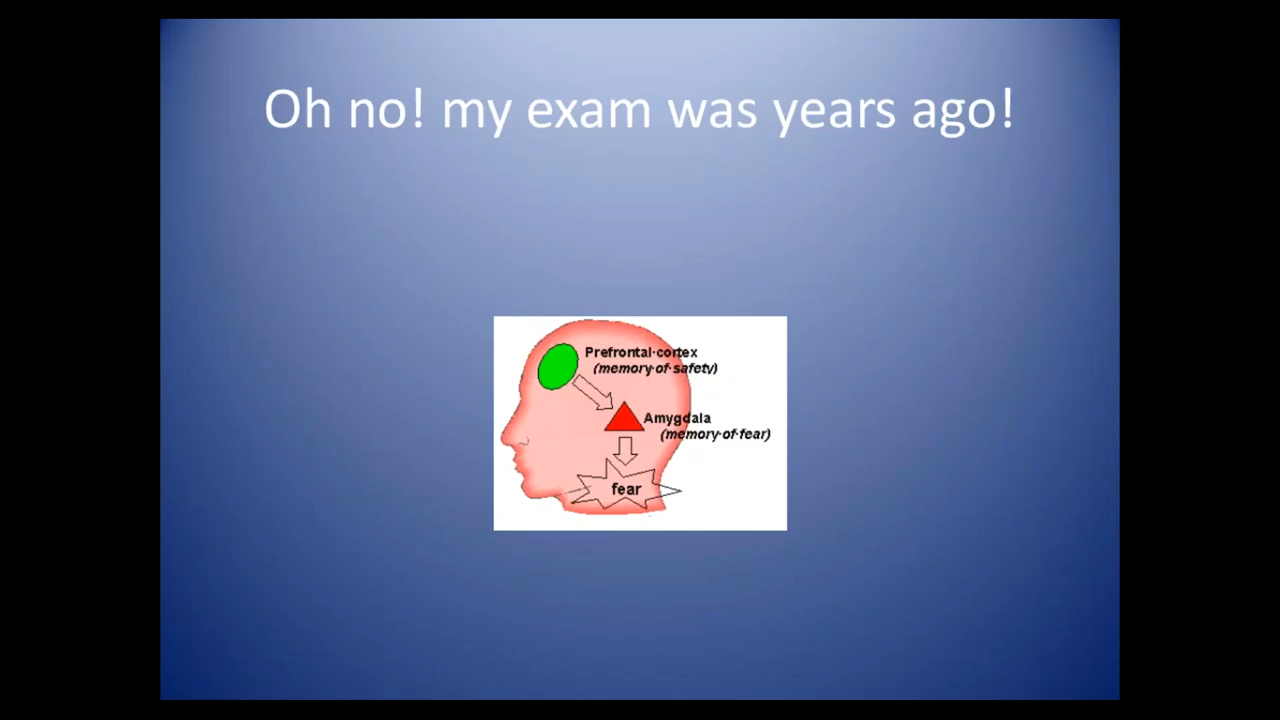 Oh no! my exam was years ago!
Prefrontal·cortex
(memory·of·safety)
Amygdala
(memory·of·fear)
fear